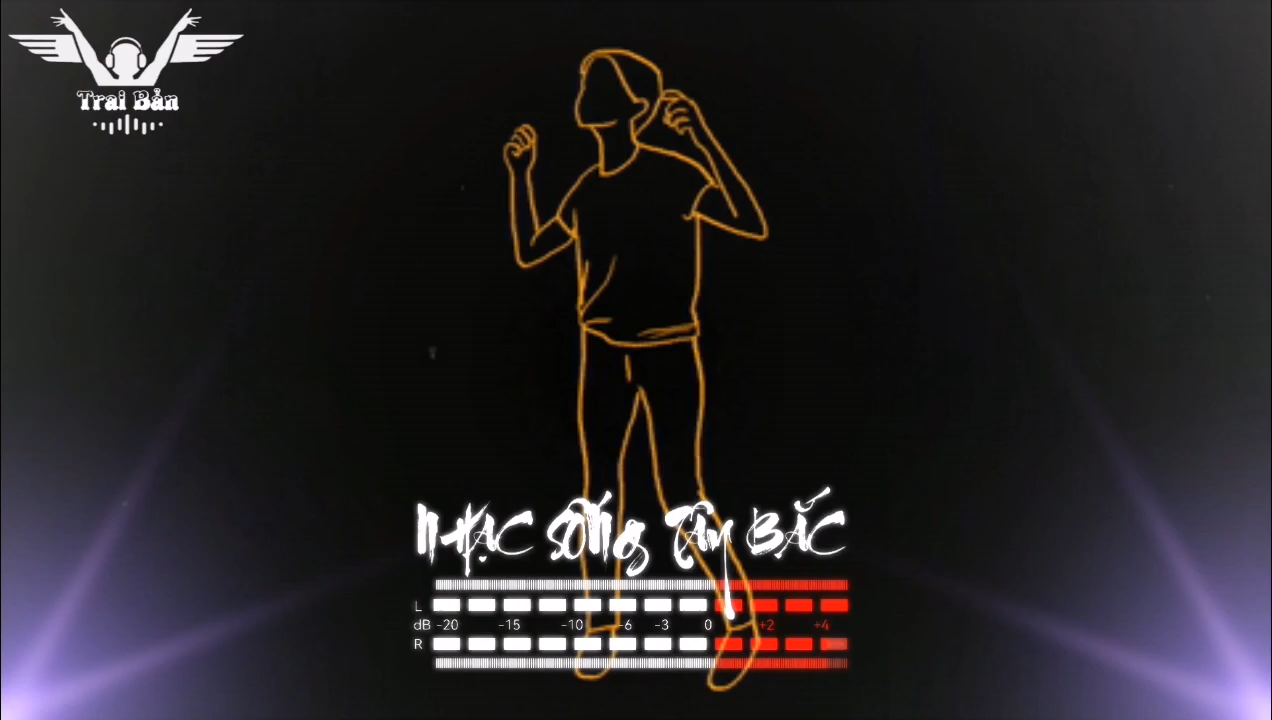 Trai Bản
NHẠC SỐNG TÂY BẮC
L
dB -20 -15 -10 -6 -3 0 +2 +4
R